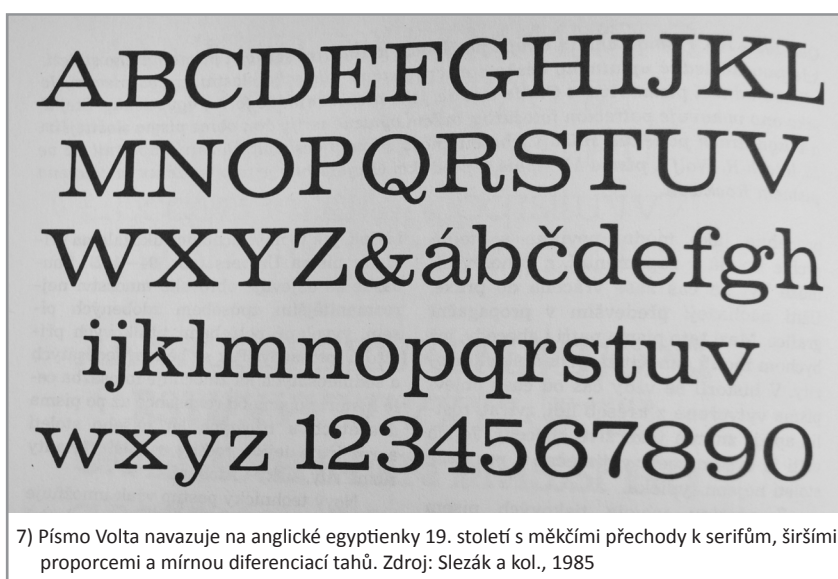 ABCDEFGHIJKL
MNOPQRSTUV
WXYZ&ábčdefgh
ijklmnopqrstuv
wxyz 1234567890
7) Písmo Volta navazuje na anglické egyptienky 19. století s měkčími přechody k serifům, širšími
proporcemi a mírnou diferenciací tahů. Zdroj: Slezák a kol., 1985